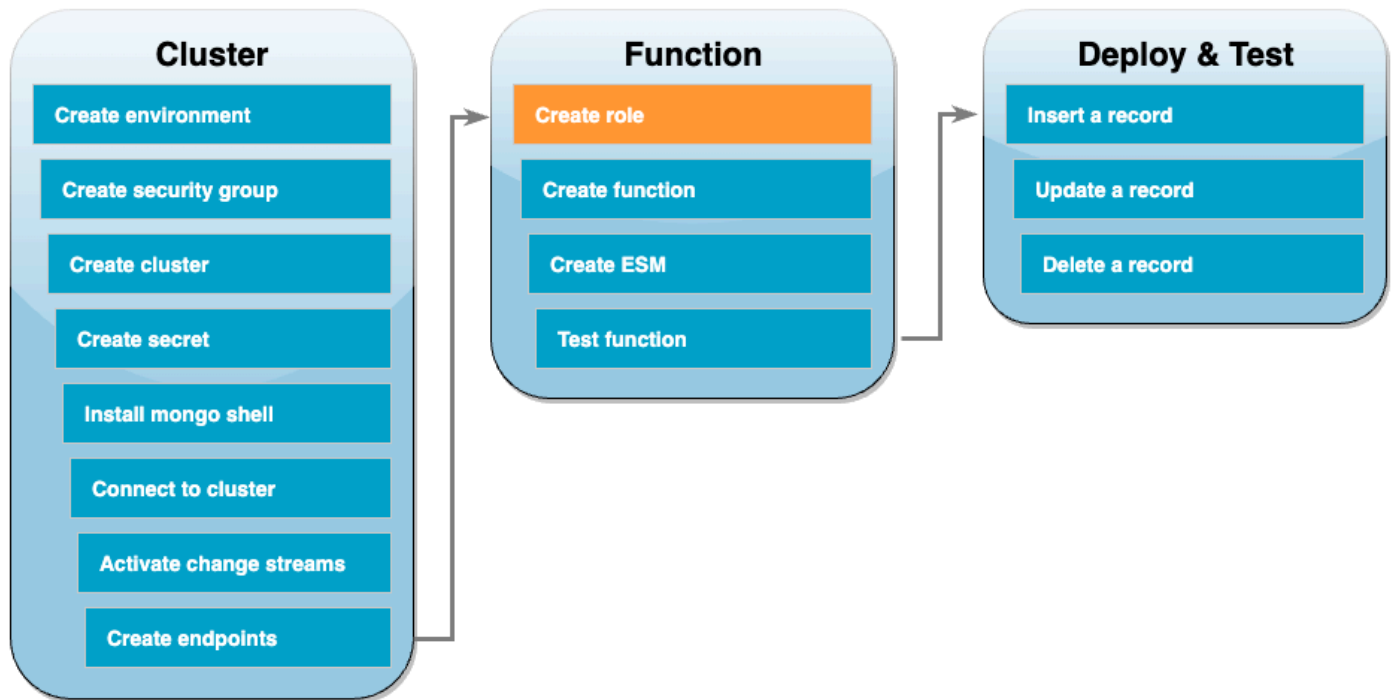 Cluster
Create environment
Create security group
Create cluster
Create secret
Install mongo shell
Connect to cluster
Activate change streams
Create endpoints
Function
Create role
Create function
Create ESM
Test function
Deploy & Test
Insert a record
Update a record
Delete a record